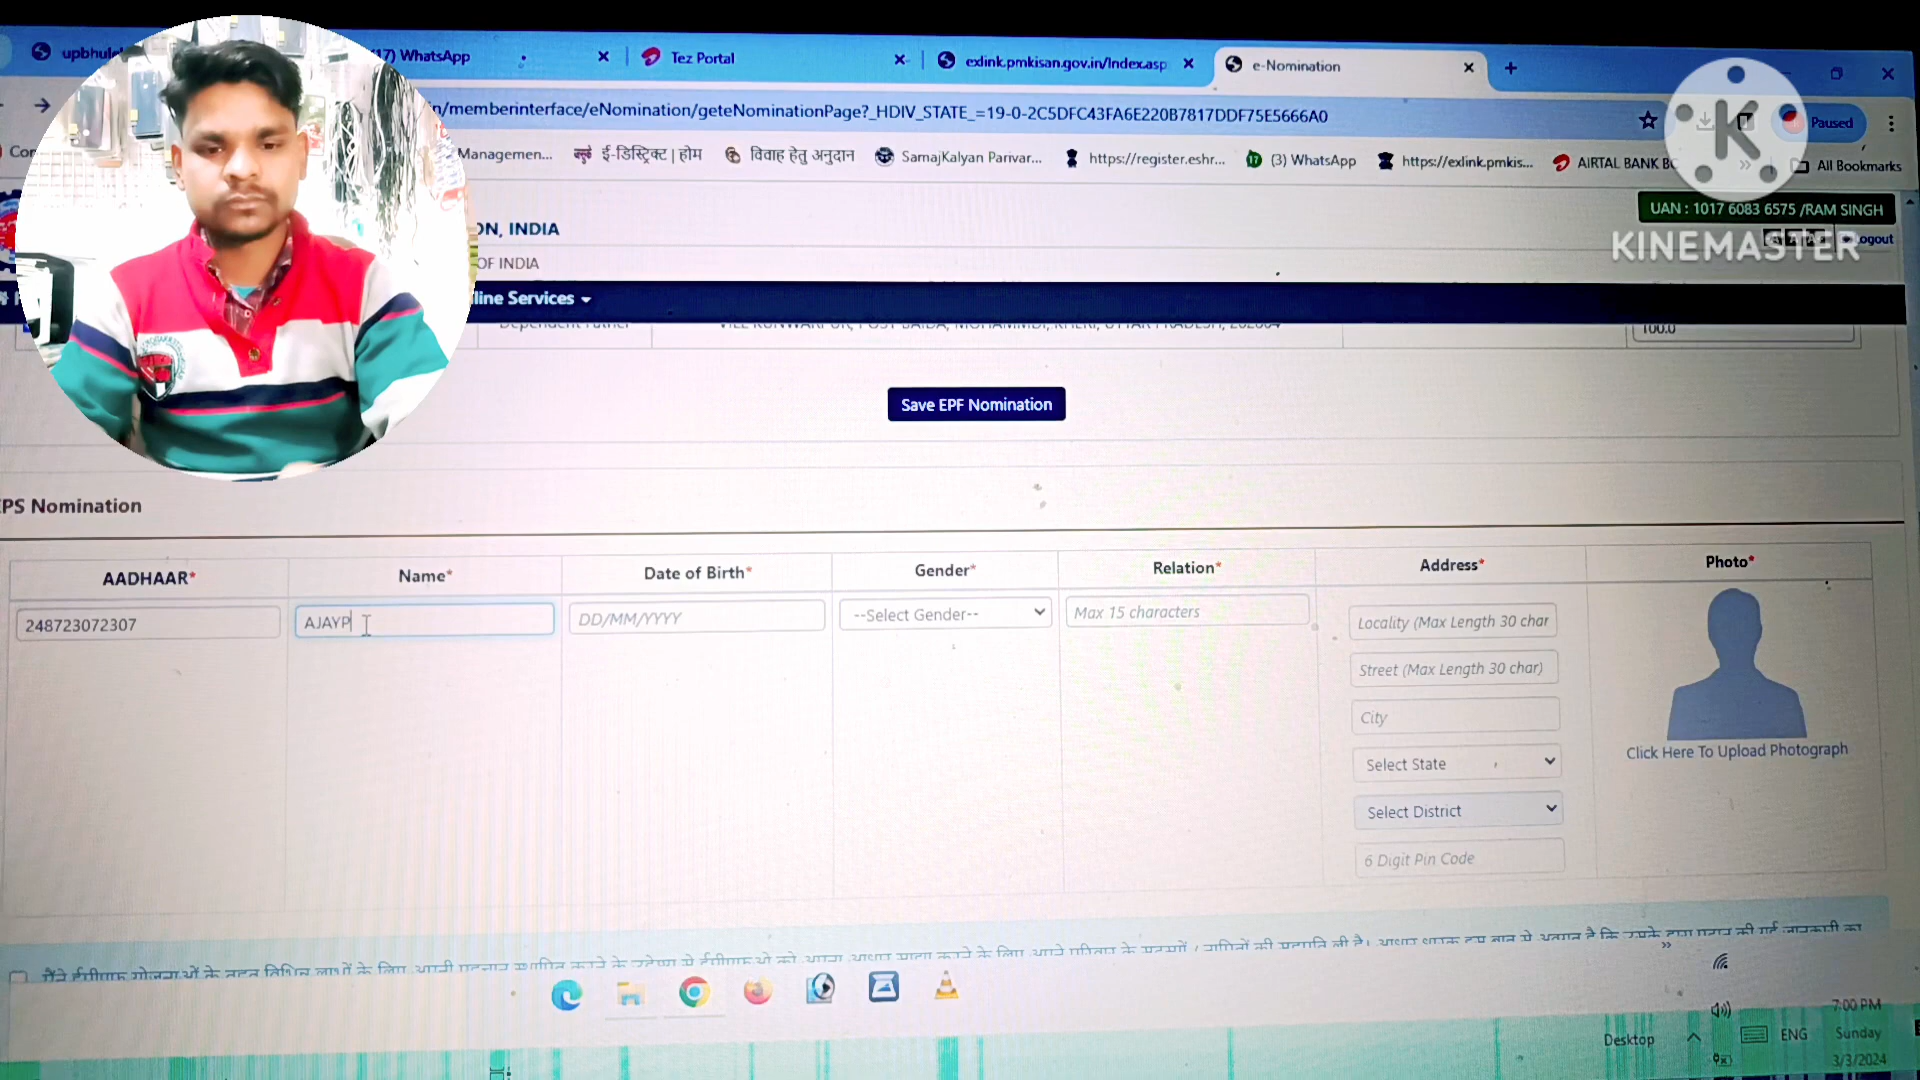 upbhul
17) WhatsApp
Tez Portal
exlink.pmkisan.gov.in/Index.asp
e-Nomination
n/memberinterface/eNomination/geteNominationPage?_HDIV_STATE_=19-0-2C5DFC43FA6E220B7817DDF75E5666A0
Paused
Managemen...
ई-डिस्ट्रिक्ट | होम
विवाह हेतु अनुदान
SamajKalyan Parivar...
https://register.eshr...
(3) WhatsApp
https://exlink.pmkis...
AIRTAL BANK BC
All Bookmarks
K
KINEMASTER
UAN : 1017 6083 6575 /RAM SINGH
Logout
ON, INDIA
OF INDIA
line Services
100.0
Save EPF Nomination
EPS Nomination
AADHAAR* Name* Date of Birth* Gender* Relation* Address* Photo*
248723072307 AJAYP DD/MM/YYYY --Select Gender-- Max 15 characters Locality (Max Length 30 char
Street (Max Length 30 char)
City
Click Here To Upload Photograph
Select State
Select District
6 Digit Pin Code
7:00 PM
Desktop ENG Sunday
3/3/2024